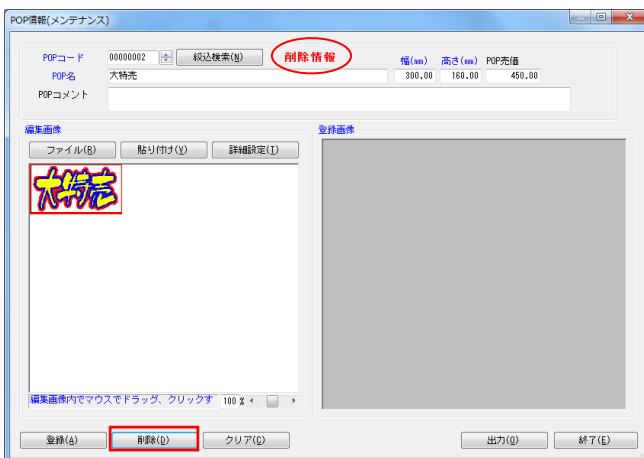 POP情報(メンテナンス)
POPコード 00000002 絞込検索(N) 削除情報 幅(mm) 高さ(mm) POP売価
POP名 大特売 300.00 160.00 450.00
POPコメント
編集画像 登録画像
ファイル(R) 貼り付け(V) 詳細設定(T)
大特売
編集画像内でマウスでドラッグ、クリックす 100 %
登録(A) 削除(D) クリア(C) 出力(O) 終了(E)